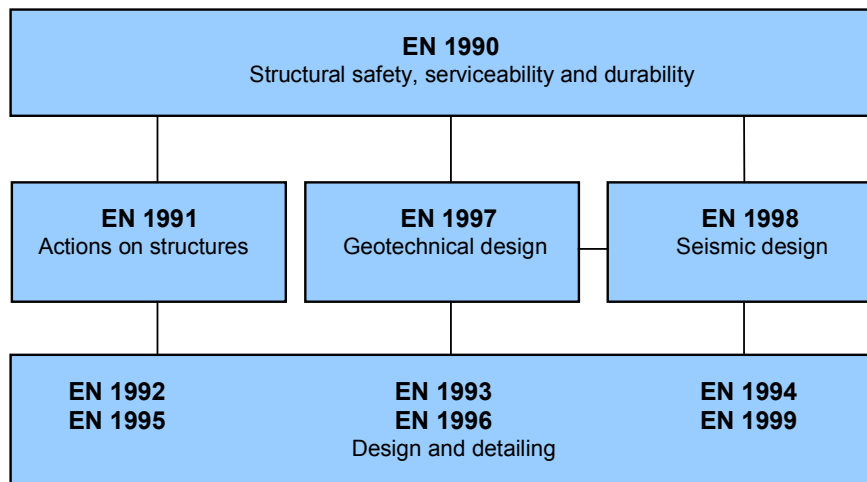 EN 1990
Structural safety, serviceability and durability
EN 1991
Actions on structures
EN 1997
Geotechnical design
EN 1998
Seismic design
EN 1992 EN 1993 EN 1994
EN 1995 EN 1996 EN 1999
Design and detailing